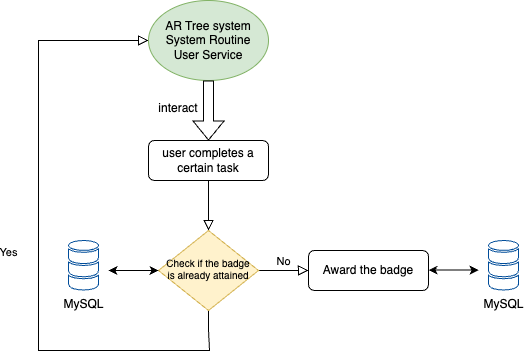 AR Tree system
System Routine
User Service
interact
user completes a
certain task
Yes
Check if the badge
is already attained
No
Award the badge
MySQL
MySQL